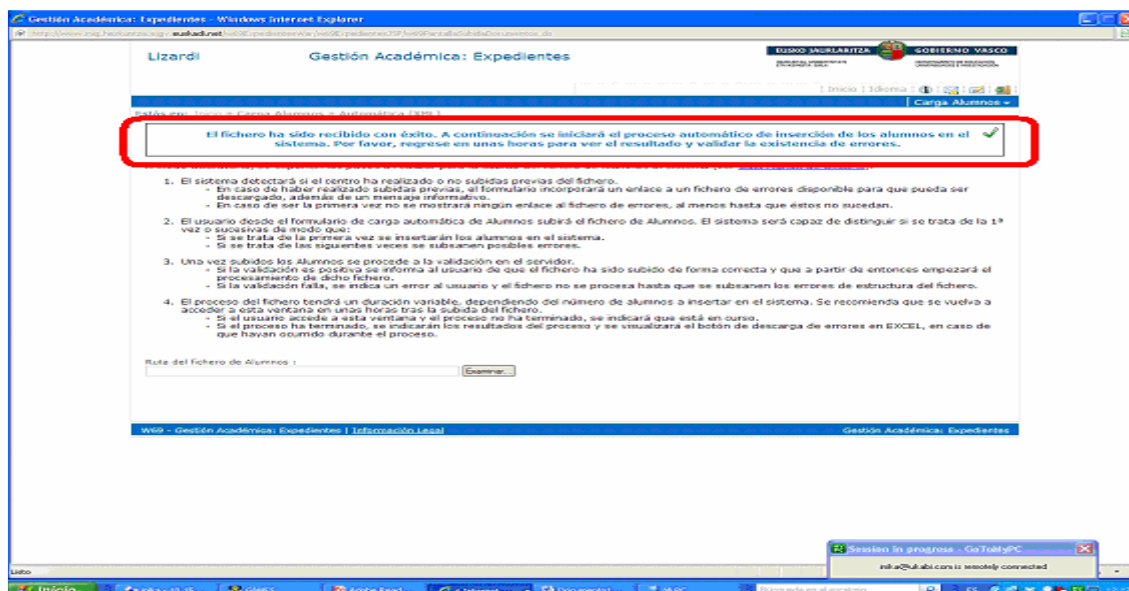 Gestión Académica: Expedientes - Windows Internet Explorer
Lizardi
Gestión Académica: Expedientes
EUSKO JAURLARITZA
GOBIERNO VASCO
Inicio | Idioma
Carga Alumnos
Estás en: Inicio > Carga Alumnos > Automática (XML)
El fichero ha sido recibido con éxito. A continuación se iniciará el proceso automático de inserción de los alumnos en el
sistema. Por favor, regrese en unas horas para ver el resultado y validar la existencia de errores.
1. El sistema detectará si el centro ha realizado o no subidas previas del fichero.
- En caso de haber realizado subidas previas, el formulario incorporará un enlace a un fichero de errores disponible para que pueda ser
descargado, además de un mensaje informativo.
- En caso de ser la primera vez no se mostrará ningún enlace al fichero de errores, al menos hasta que éstos no sucedan.
2. El usuario desde el formulario de carga automática de Alumnos subirá el fichero de Alumnos. El sistema será capaz de distinguir si se trata de la 1ª
vez o sucesivas de modo que:
- Si se trata de la primera vez se insertarán los alumnos en el sistema.
- Si se trata de las siguientes veces se subsanen posibles errores.
3. Una vez subidos los Alumnos se procede a la validación en el servidor.
- Si la validación es positiva se informa al usuario de que el fichero ha sido subido de forma correcta y que a partir de entonces empezará el
procesamiento de dicho fichero.
- Si la validación falla, se indica un error al usuario y el fichero no se procesa hasta que se subsanen los errores de estructura del fichero.
4. El proceso del fichero tendrá un duración variable, dependiendo del número de alumnos a insertar en el sistema. Se recomienda que se vuelva a
acceder a esta ventana en unas horas tras la subida del fichero.
- Si el usuario accede a esta ventana y el proceso no ha terminado, se indicará que está en curso.
- Si el proceso ha terminado, se indicarán los resultados del proceso y se visualizará el botón de descarga de errores en EXCEL, en caso de
que hayan ocurrido durante el proceso.
Ruta del fichero de Alumnos :
Examinar...
W69 - Gestión Académica: Expedientes | Información Legal
Gestión Académica: Expedientes
Session in progress - GoToMyPC
is remotely connected
Listo
Inicio